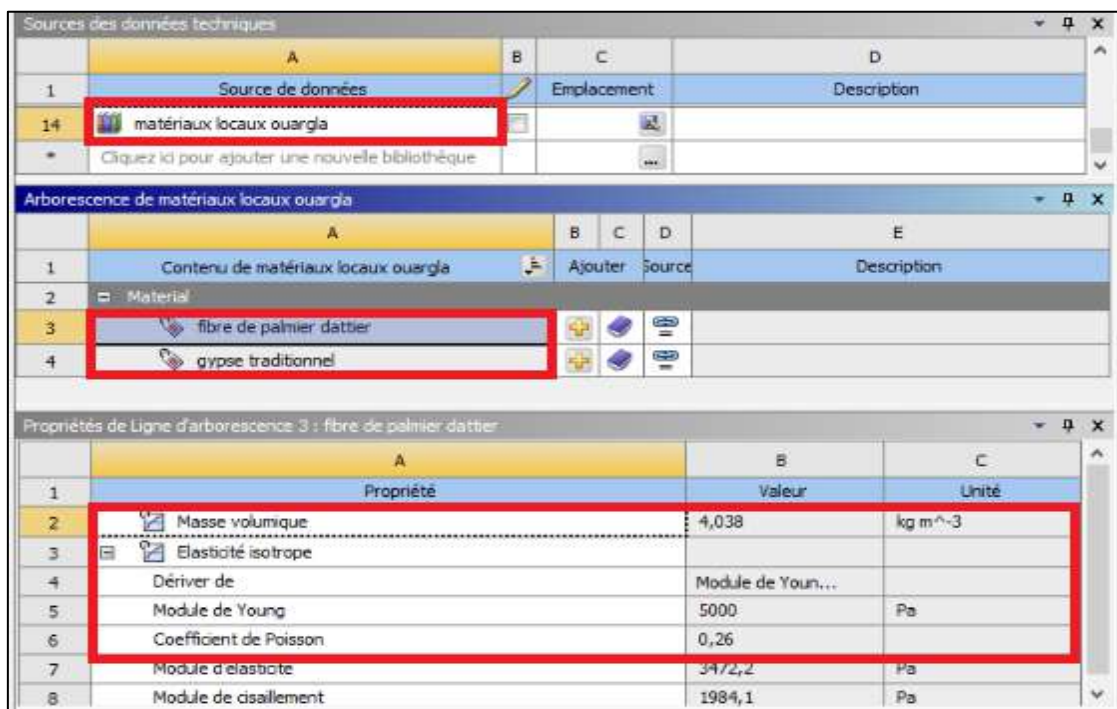 Sources des données techniques
A B C D
1 Source de données Emplacement Description
14 matériaux locaux ouargla
* Cliquez ici pour ajouter une nouvelle bibliothèque ...
Arborescence de matériaux locaux ouargla
A B C D E
1 Contenu de matériaux locaux ouargla Ajouter Source Description
2 Material
3 fibre de palmier dattier
4 gypse traditionnel
Propriétés de Ligne d'arborescence 3 : fibre de palmier dattier
A B C
1 Propriété Valeur Unité
2 Masse volumique 4,038 kg m^-3
3 Elasticité isotrope
4 Dériver de Module de Youn...
5 Module de Young 5000 Pa
6 Coefficient de Poisson 0,26
7 Module d'élasticité 3472,2 Pa
8 Module de cisaillement 1984,1 Pa